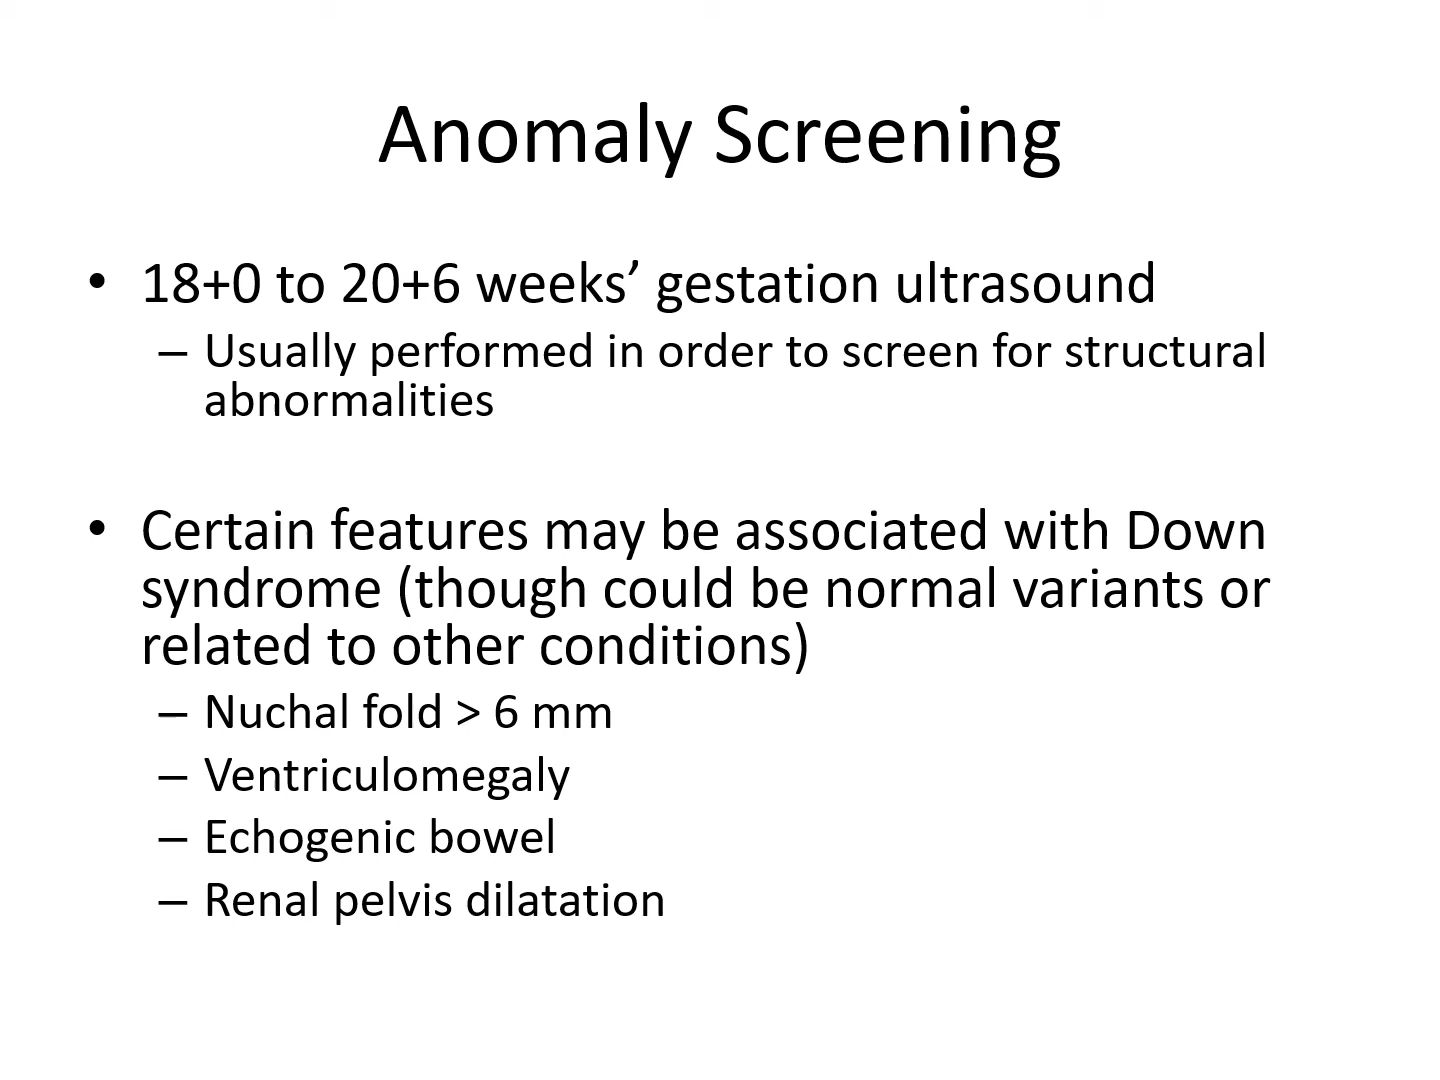 Anomaly Screening
• 18+0 to 20+6 weeks’ gestation ultrasound
– Usually performed in order to screen for structural
abnormalities
• Certain features may be associated with Down
syndrome (though could be normal variants or
related to other conditions)
– Nuchal fold > 6 mm
– Ventriculomegaly
– Echogenic bowel
– Renal pelvis dilatation